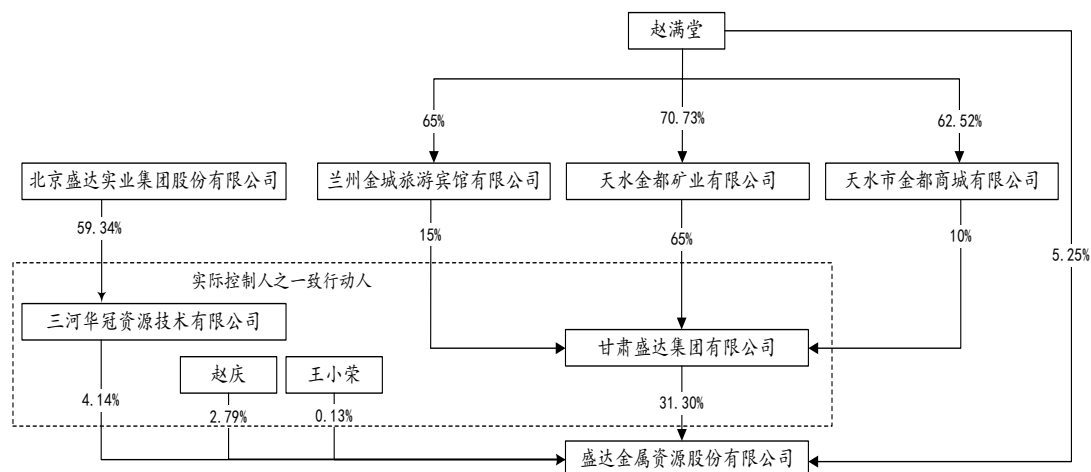 赵满堂
65%
70.73%
62.52%
北京盛达实业集团股份有限公司
兰州金城旅游宾馆有限公司
天水金都矿业有限公司
天水市金都商城有限公司
59.34%
15%
65%
10%
5.25%
实际控制人之一致行动人
三河华冠资源技术有限公司
甘肃盛达集团有限公司
赵庆
王小荣
4.14%
2.79%
0.13%
31.30%
盛达金属资源股份有限公司